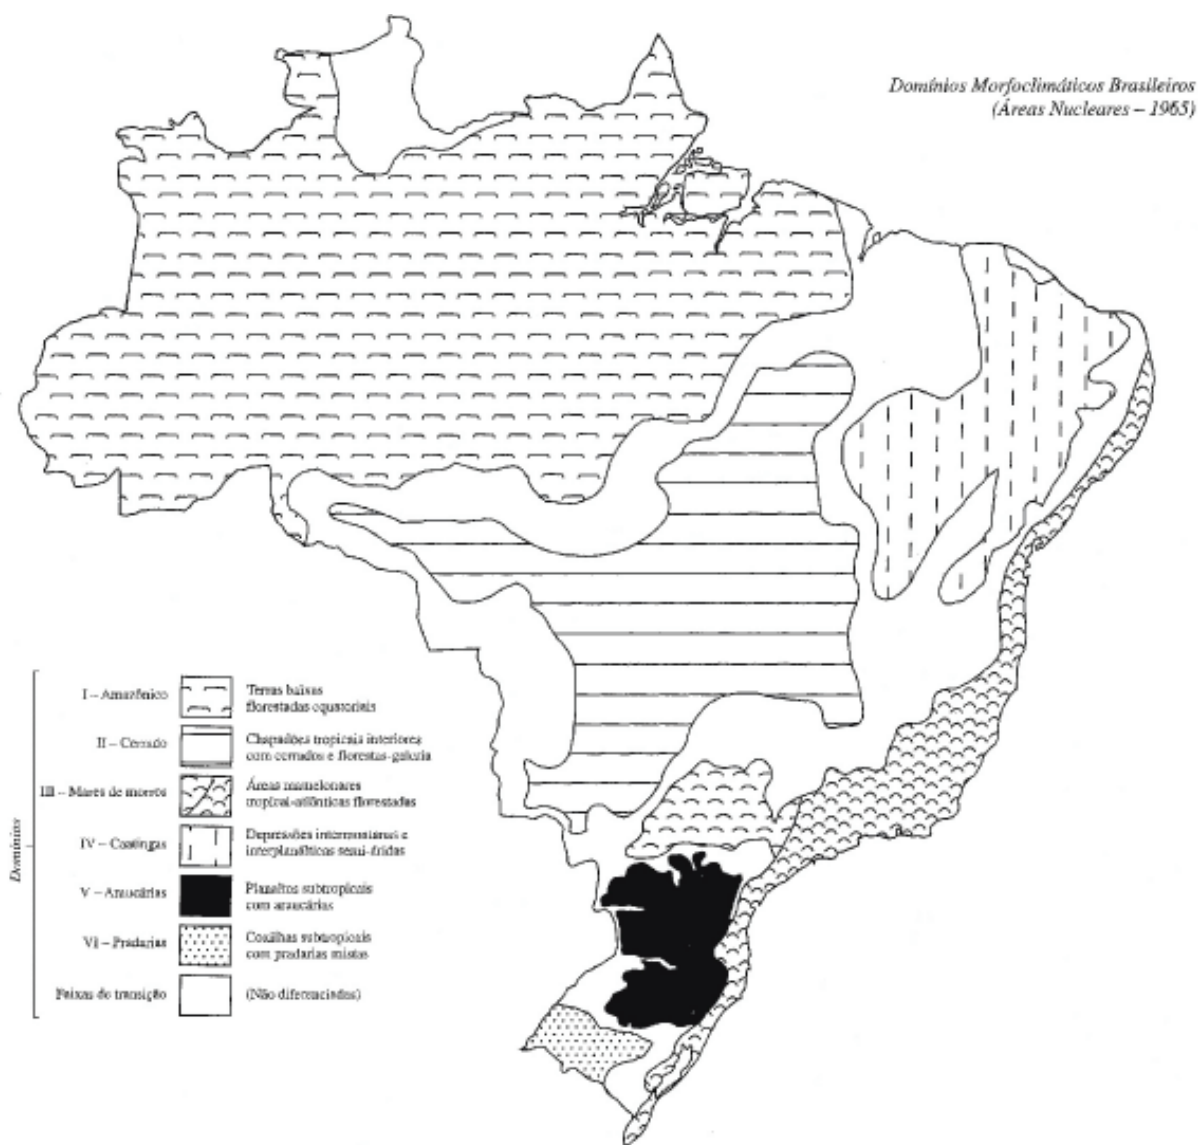 Domínios Morfoclimáticos Brasileiros
(Áreas Nucleares – 1965)
Domínios
I – Amazônico
Terras baixas
florestadas equatoriais
II – Cerrado
Chapadões tropicais interiores
com cerrados e florestas-galeria
III – Mares de morros
Áreas mamelonares
tropical-atlânticas florestadas
IV – Caatingas
Depressões intermontanas e
interplanálticas semi-áridas
V – Araucárias
Planaltos subtropicais
com araucárias
VI – Pradarias
Coxilhas subtropicais
com pradarias mistas
Faixas de transição
(Não diferenciadas)